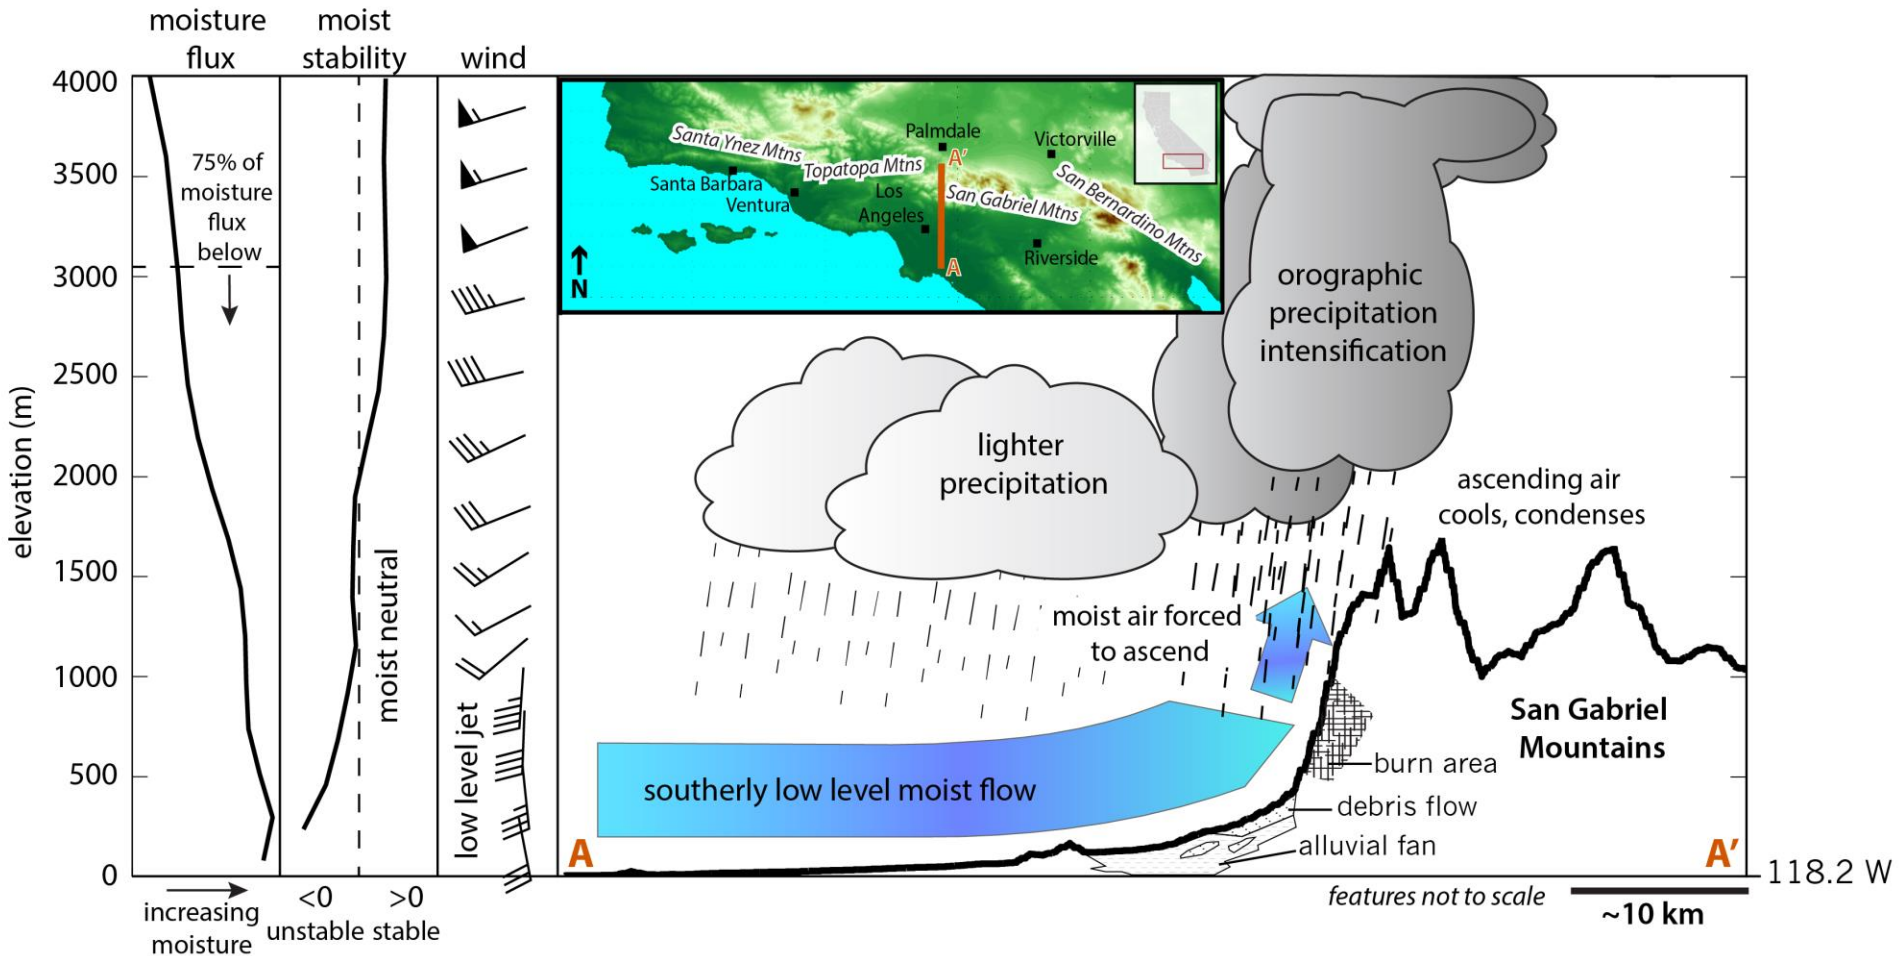 moisture
flux
moist
stability
wind
4000
3500
3000
2500
2000
1500
1000
500
0
elevation (m)
75% of
moisture
flux
below
moist neutral
low level jet
increasing
moisture
<0
>0
unstable
stable
Santa Ynez Mtns
Topatopa Mtns
Palmdale
Victorville
A'
Santa Barbara
Ventura
Los
Angeles
San Gabriel Mtns
San Bernardino Mtns
Riverside
A
N
orographic
precipitation
intensification
lighter
precipitation
ascending air
cools, condenses
moist air forced
to ascend
San Gabriel
Mountains
southerly low level moist flow
burn area
debris flow
alluvial fan
A
A'
118.2 W
features not to scale
~10 km